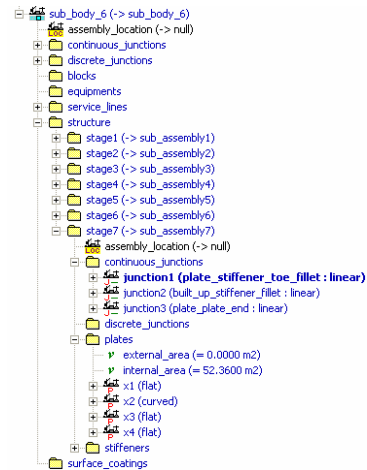 sub_body_6 (-> sub_body_6)
Loc assembly_location (-> null)
continuous_junctions
discrete_junctions
blocks
equipments
service_lines
structure
stage1 (-> sub_assembly1)
stage2 (-> sub_assembly2)
stage3 (-> sub_assembly3)
stage4 (-> sub_assembly4)
stage5 (-> sub_assembly5)
stage6 (-> sub_assembly6)
stage7 (-> sub_assembly7)
Loc assembly_location (-> null)
continuous_junctions
J junction1 (plate_stiffener_toe_fillet : linear)
J junction2 (built_up_stiffener_fillet : linear)
J junction3 (plate_plate_end : linear)
discrete_junctions
plates
v external_area (= 0.0000 m2)
v internal_area (= 52.3600 m2)
P x1 (flat)
P x2 (curved)
P x3 (flat)
P x4 (flat)
stiffeners
surface_coatings